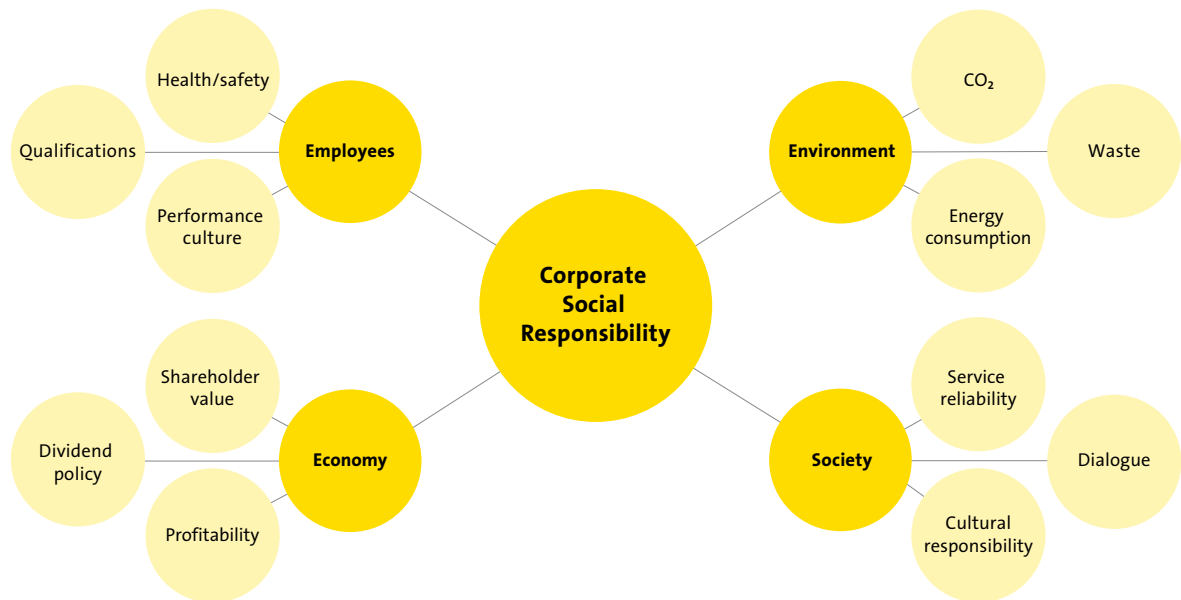 Health/safety
Qualifications
Employees
Performance
culture
CO₂
Environment
Waste
Energy
consumption
Corporate
Social
Responsibility
Shareholder
value
Dividend
policy
Economy
Profitability
Service
reliability
Society
Dialogue
Cultural
responsibility